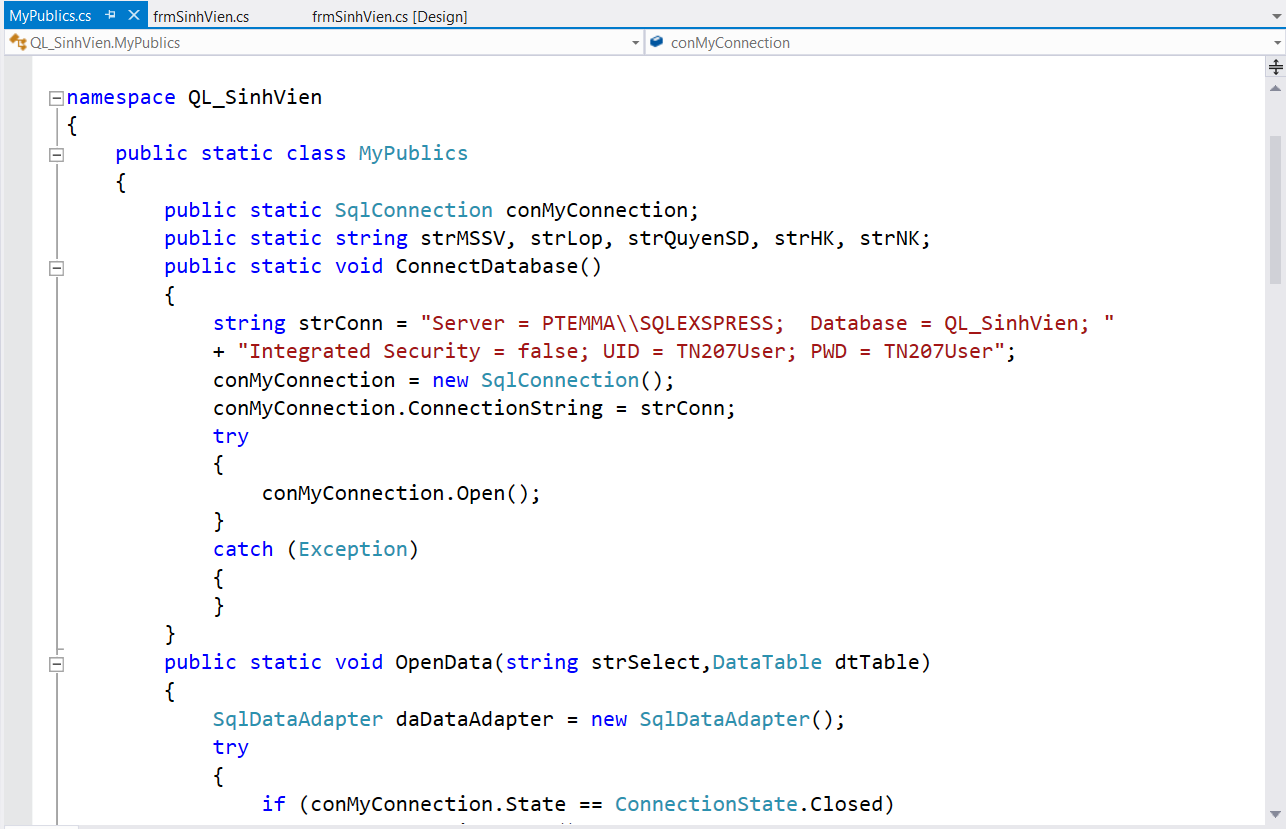 MyPublics.cs frmSinhVien.cs frmSinhVien.cs [Design]
QL_SinhVien.MyPublics conMyConnection
namespace QL_SinhVien
{
public static class MyPublics
{
public static SqlConnection conMyConnection;
public static string strMSSV, strLop, strQuyenSD, strHK, strNK;
public static void ConnectDatabase()
{
string strConn = "Server = PTEMMA\\SQLEXSPRESS;  Database = QL_SinhVien; "
+ "Integrated Security = false; UID = TN207User; PWD = TN207User";
conMyConnection = new SqlConnection();
conMyConnection.ConnectionString = strConn;
try
{
conMyConnection.Open();
}
catch (Exception)
{
}
}
public static void OpenData(string strSelect,DataTable dtTable)
{
SqlDataAdapter daDataAdapter = new SqlDataAdapter();
try
{
if (conMyConnection.State == ConnectionState.Closed)